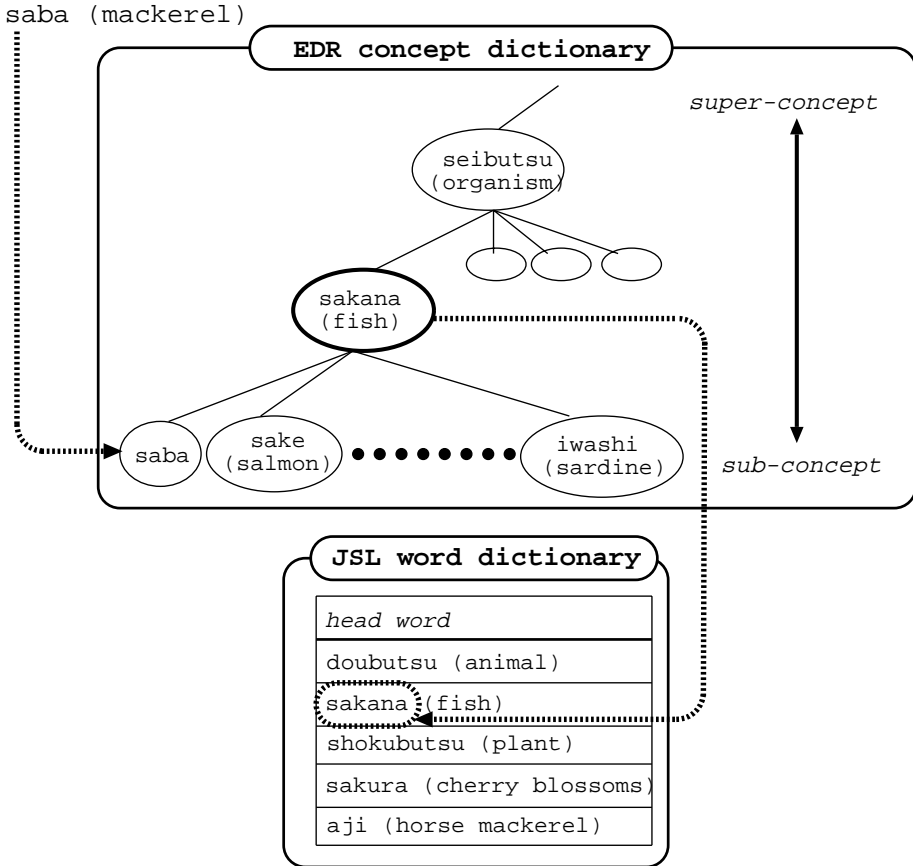 saba (mackerel)
EDR concept dictionary
super-concept
seibutsu
(organism)
sakana
(fish)
saba
sake
(salmon)
iwashi
(sardine)
sub-concept
JSL word dictionary
head word
doubutsu (animal)
sakana (fish)
shokubutsu (plant)
sakura (cherry blossoms)
aji (horse mackerel)